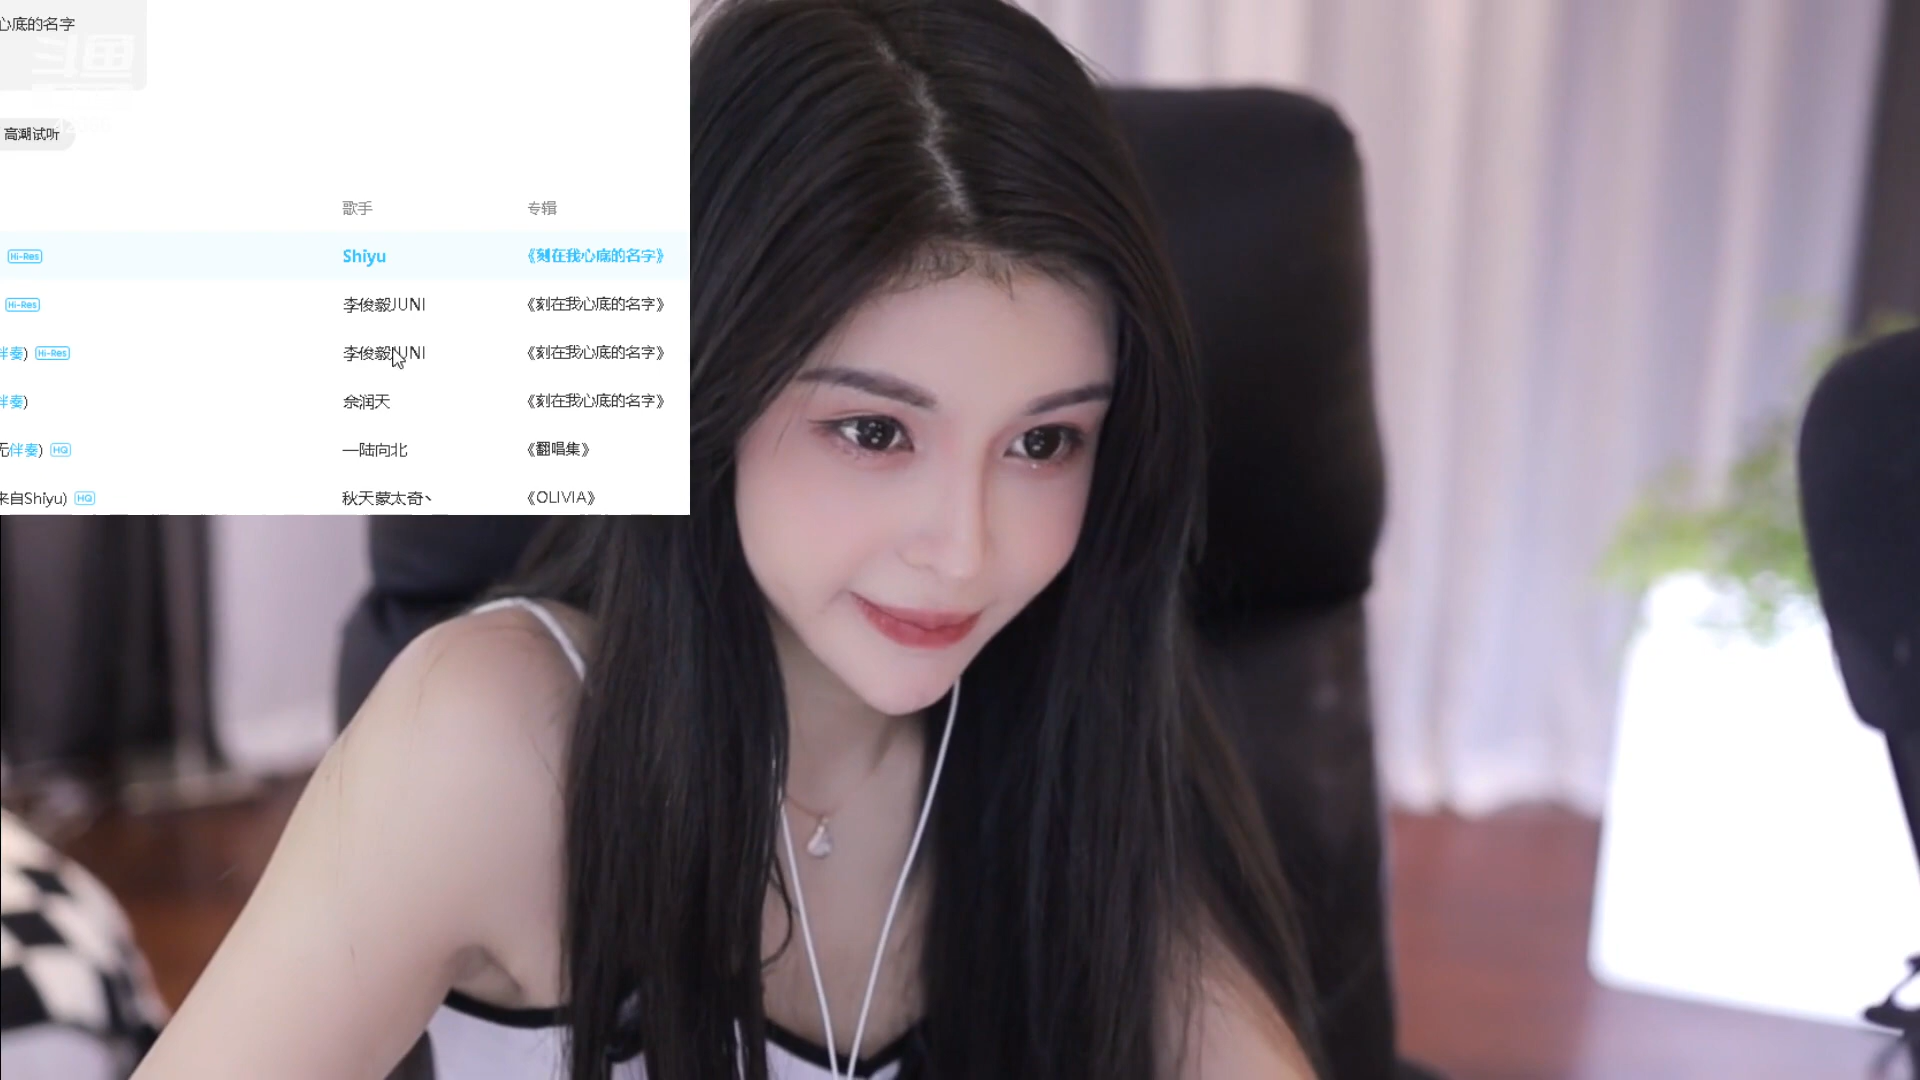 心底的名字
斗鱼
高潮试听
歌手 专辑
Hi-Res Shiyu 《刻在我心底的名字》
Hi-Res 李俊毅JUNI 《刻在我心底的名字》
伴奏) Hi-Res 李俊毅JUNI 《刻在我心底的名字》
伴奏) 余润天 《刻在我心底的名字》
无伴奏) HQ 一陆向北 《翻唱集》
来自Shiyu) HQ 秋天蒙太奇丶 《OLIVIA》